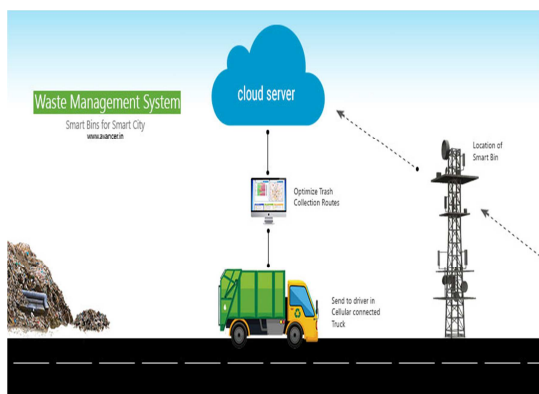 Waste Management System
Smart Bins for Smart City
www.avancer.in
cloud server
Location of
Smart Bin
Optimize Trash
Collection Routes
Send to driver in
Cellular connected
Truck